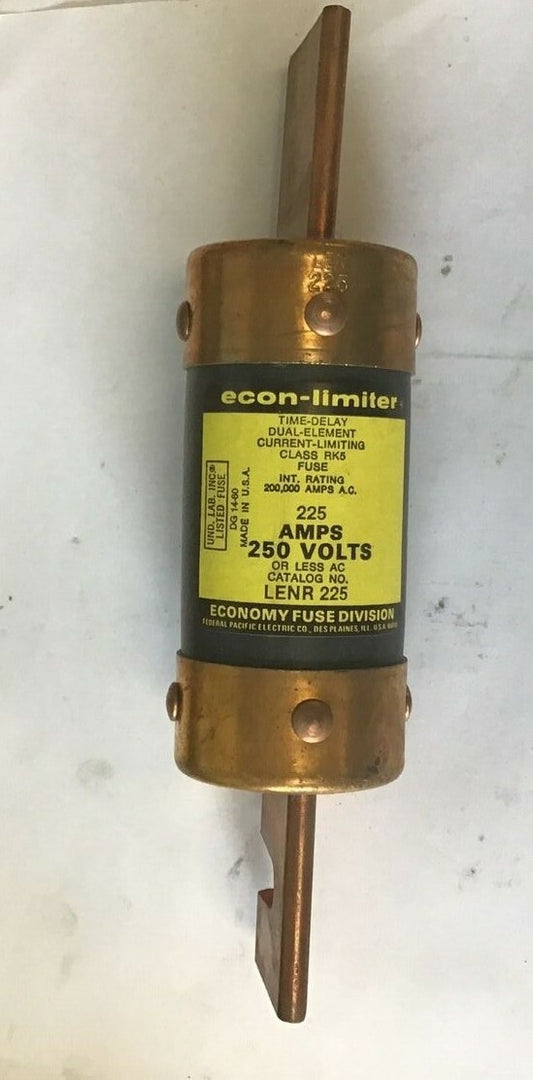 LEN
225
econ-limiter
TIME-DELAY
DUAL-ELEMENT
CURRENT-LIMITING
CLASS RK5
FUSE
INT. RATING
200,000 AMPS A.C.
225
AMPS
250 VOLTS
OR LESS AC
CATALOG NO.
LENR 225
UND. LAB. INC®
LISTED FUSE
DG 14-60
MADE IN U.S.A.
ECONOMY FUSE DIVISION
FEDERAL PACIFIC ELECTRIC CO., DES PLAINES, ILL. U.S.A.